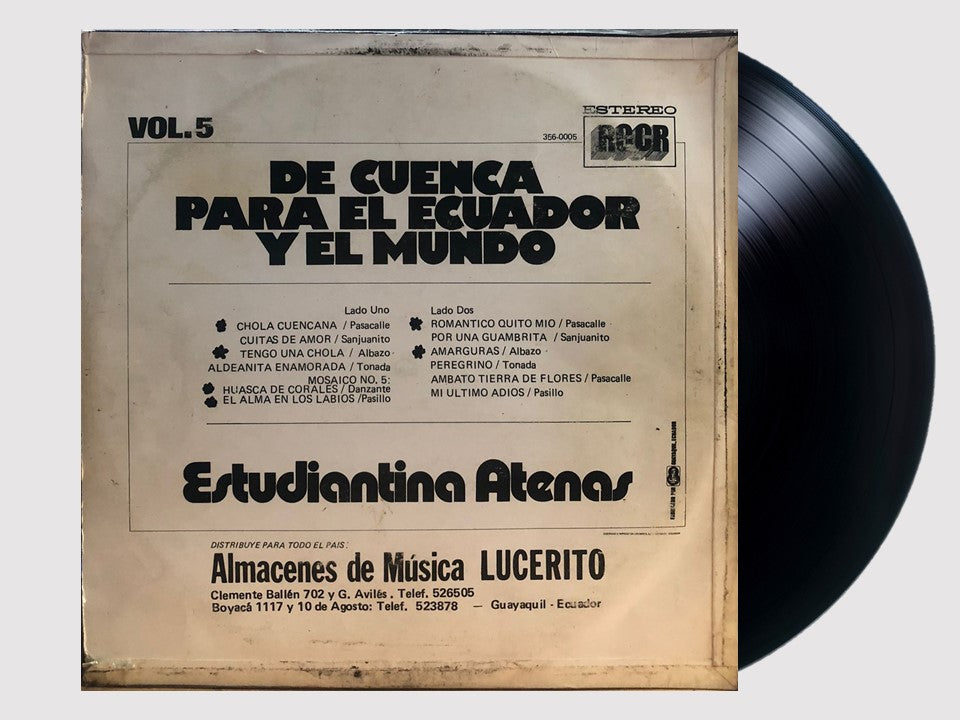 VOL. 5
ESTEREO
356-0005
RCCR
DE CUENCA
PARA EL ECUADOR
Y EL MUNDO
Lado Uno
CHOLA CUENCANA / Pasacalle
CUITAS DE AMOR / Sanjuanito
TENGO UNA CHOLA / Albazo
ALDEANITA ENAMORADA / Tonada
MOSAICO NO. 5:
HUASCA DE CORALES / Danzante
EL ALMA EN LOS LABIOS /Pasillo
Lado Dos
ROMANTICO QUITO MIO / Pasacalle
POR UNA GUAMBRITA / Sanjuanito
AMARGURAS / Albazo
PEREGRINO / Tonada
AMBATO TIERRA DE FLORES / Pasacalle
MI ULTIMO ADIOS / Pasillo
Estudiantina Atenas
DISTRIBUYE PARA TODO EL PAIS:
Almacenes de Música LUCERITO
Clemente Ballén 702 y G. Avilés. Telef. 526505
Boyacá 1117 y 10 de Agosto: Telef. 523878 — Guayaquil - Ecuador